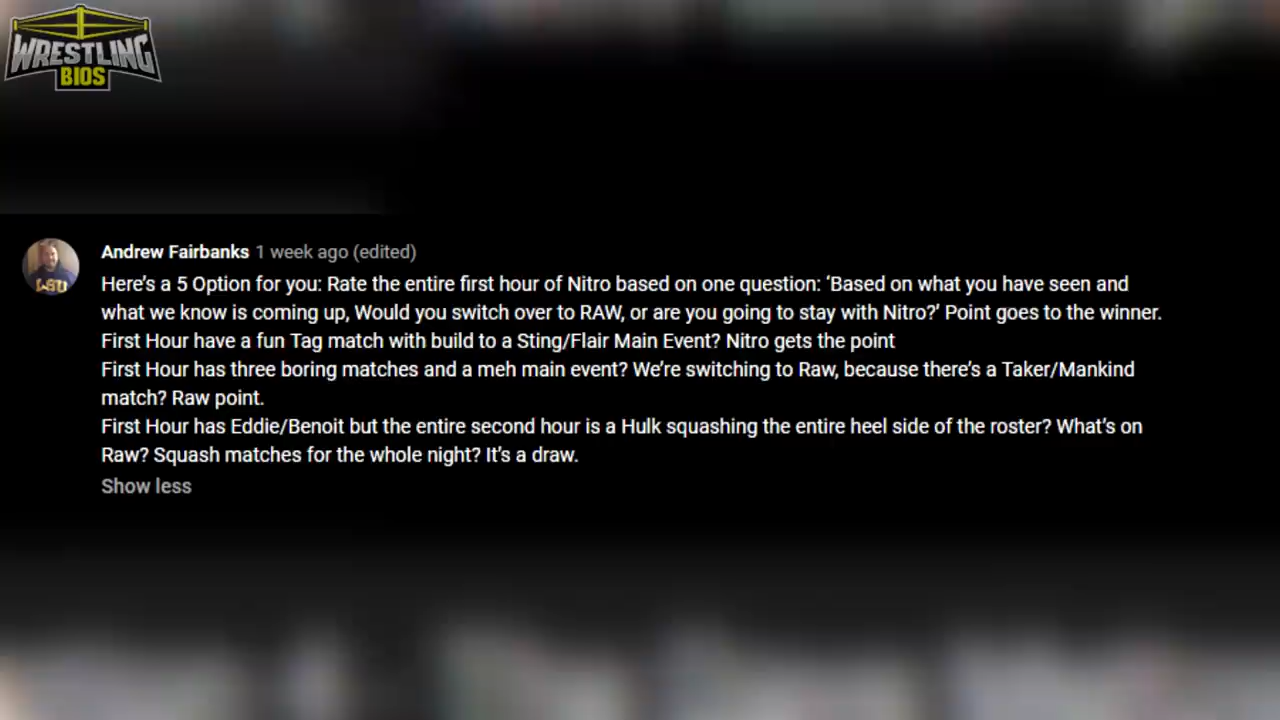 WRESTLING
BIOS
Andrew Fairbanks 1 week ago (edited)
Here's a 5 Option for you: Rate the entire first hour of Nitro based on one question: ‘Based on what you have seen and
what we know is coming up, Would you switch over to RAW, or are you going to stay with Nitro?’ Point goes to the winner.
First Hour have a fun Tag match with build to a Sting/Flair Main Event? Nitro gets the point
First Hour has three boring matches and a meh main event? We’re switching to Raw, because there’s a Taker/Mankind
match? Raw point.
First Hour has Eddie/Benoit but the entire second hour is a Hulk squashing the entire heel side of the roster? What’s on
Raw? Squash matches for the whole night? It’s a draw.
Show less